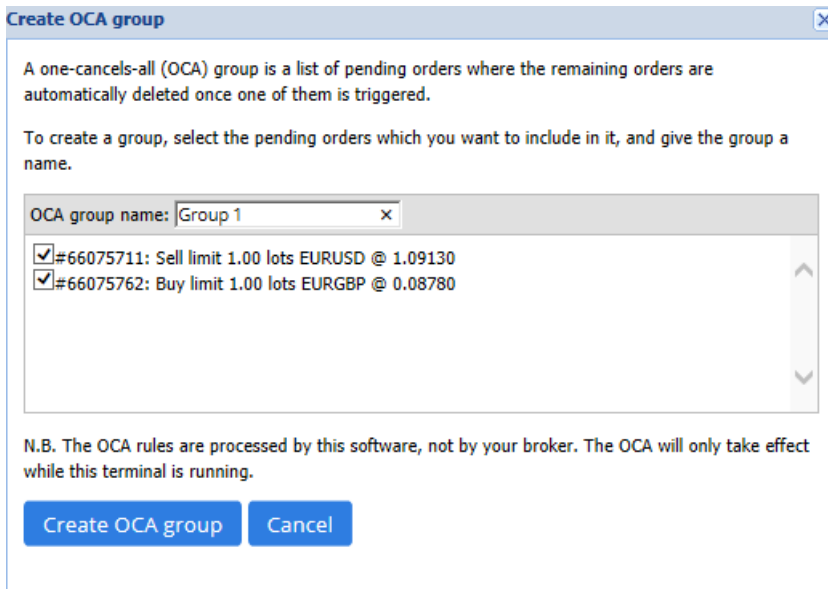 Create OCA group
A one-cancels-all (OCA) group is a list of pending orders where the remaining orders are
automatically deleted once one of them is triggered.
To create a group, select the pending orders which you want to include in it, and give the group a
name.
OCA group name: Group 1
#66075711: Sell limit 1.00 lots EURUSD @ 1.09130
#66075762: Buy limit 1.00 lots EURGBP @ 0.08780
N.B. The OCA rules are processed by this software, not by your broker. The OCA will only take effect
while this terminal is running.
Create OCA group Cancel